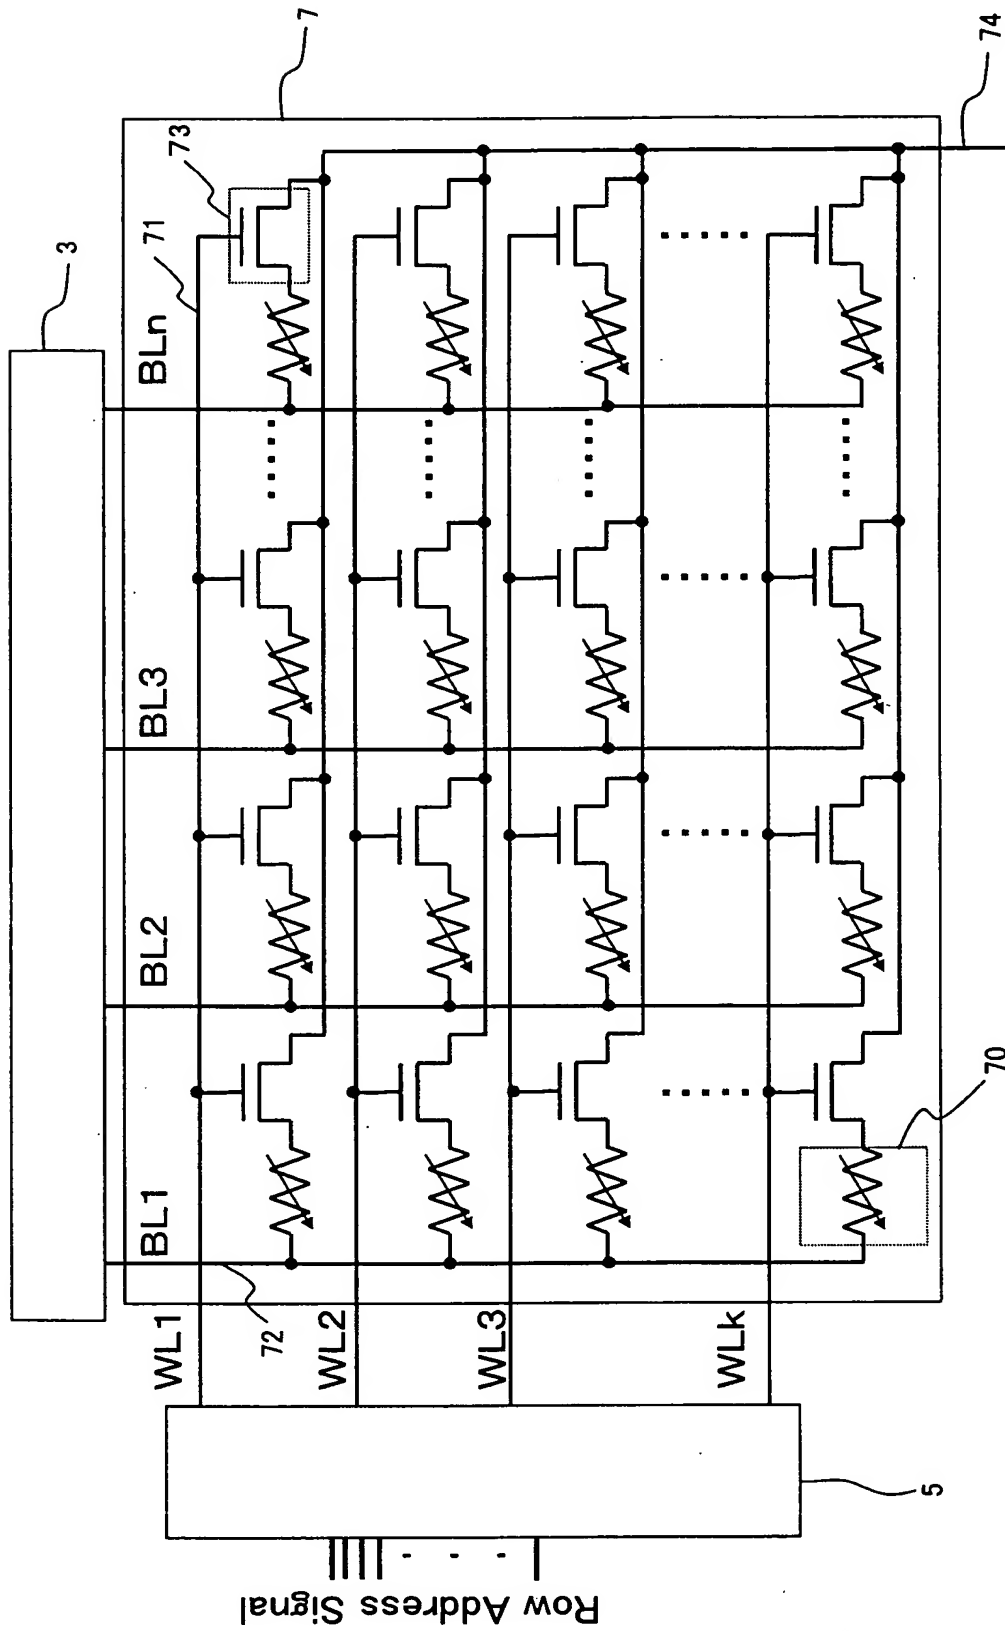 3
7
BL1
BL2
BL3
BLn
71
73
WL1
72
WL2
WL3
WLk
70
74
5
Row Address Signal